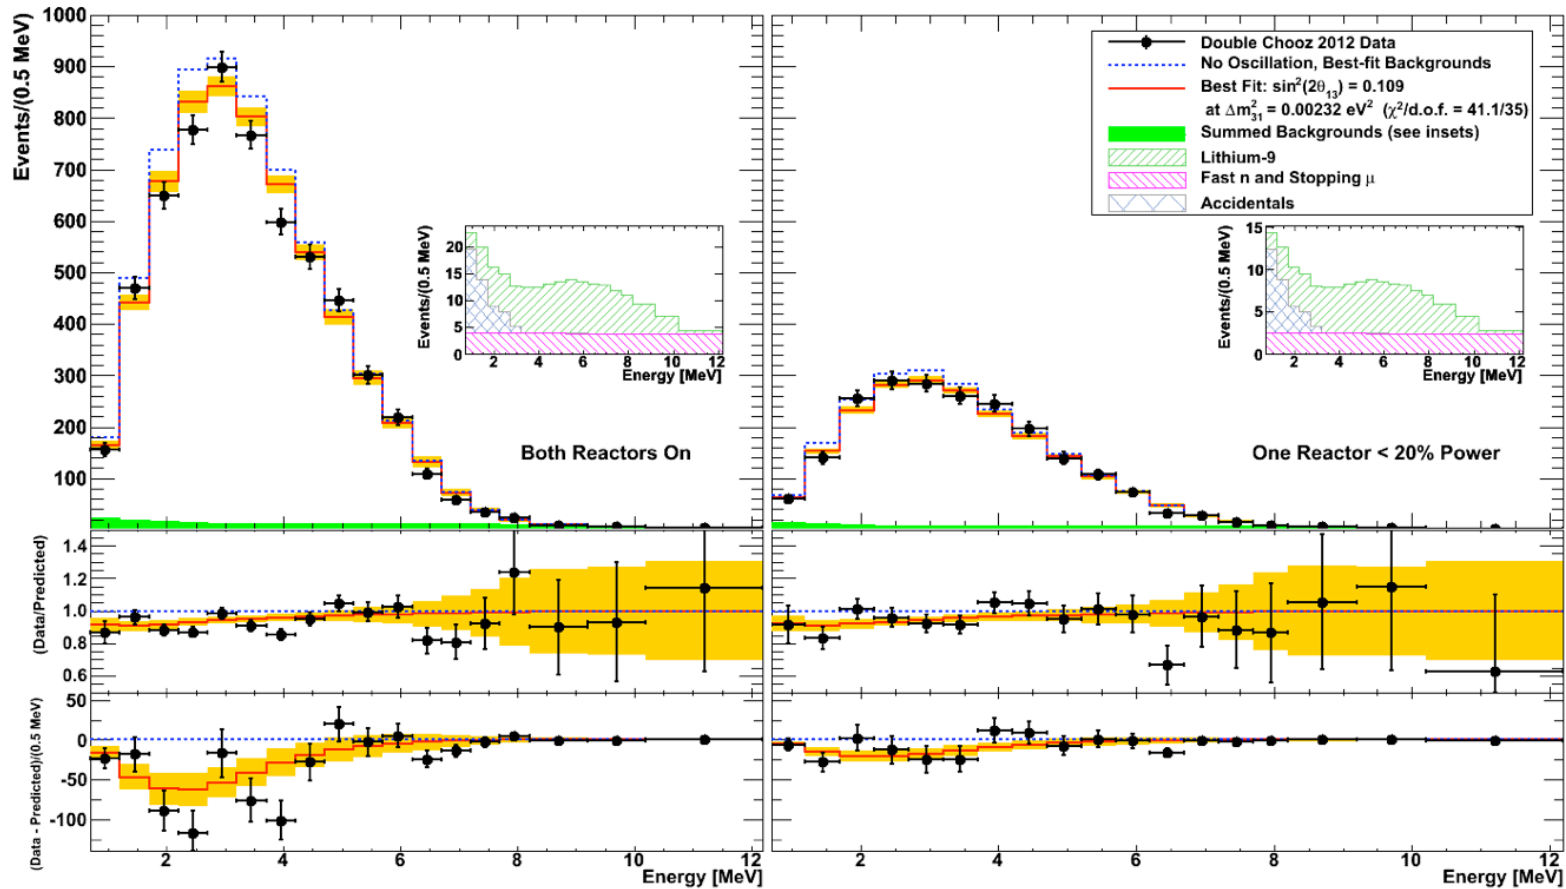 Events/(0.5 MeV)
1000
900
800
700
600
500
400
300
200
100
Both Reactors On
Events/(0.5 MeV)
20
15
10
5
0
2 4 6 8 10 12
Energy [MeV]
Double Chooz 2012 Data
No Oscillation, Best-fit Backgrounds
Best Fit: sin²(2θ₁₃) = 0.109
at Δm²₃₁ = 0.00232 eV² (χ²/d.o.f. = 41.1/35)
Summed Backgrounds (see insets)
Lithium-9
Fast n and Stopping μ
Accidentals
Events/(0.5 MeV)
15
10
5
0
2 4 6 8 10 12
Energy [MeV]
One Reactor < 20% Power
(Data/Predicted)
1.4
1.2
1.0
0.8
0.6
(Data - Predicted)/(0.5 MeV)
50
0
-50
-100
2 4 6 8 10 12
Energy [MeV]
2 4 6 8 10 12
Energy [MeV]